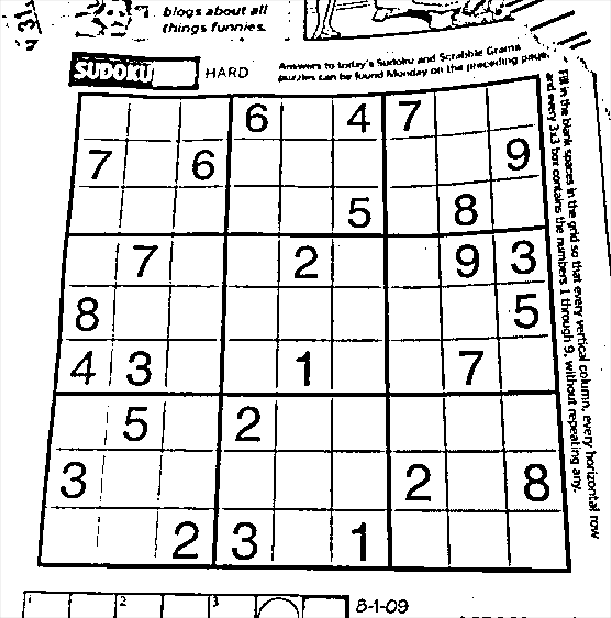 blogs about all
things funnies.
SUDOKU HARD
Answers to today's Sudoku and Scrabble Grams
puzzles can be found Monday on the preceding page.
6 4 7
7 6 9
5 8
7 2 9 3
8 5
4 3 1 7
5 2
3 2 8
2 3 1
Fill in the blank spaces in the grid so that every vertical column, every horizontal row
and every 3x3 box contains the numbers 1 through 9, without repeating any.
1 2 3
8-1-09